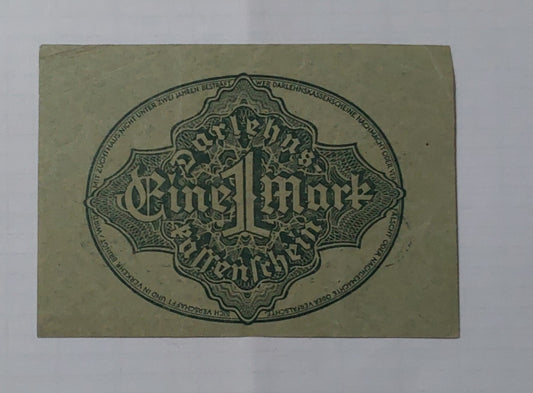 Darlehns-
Eine 1 Mark
kassenschein
WER DARLEHNSKASSENSCHEINE NACHMACHT ODER
ODER NACHGEMACHTE ODER VERFÄLSCHTE
SICH VERSCHAFFT UND IN VERKEHR BRINGT, WIRD
MIT ZUCHTHAUS NICHT UNTER ZWEI JAHREN BESTRAFT